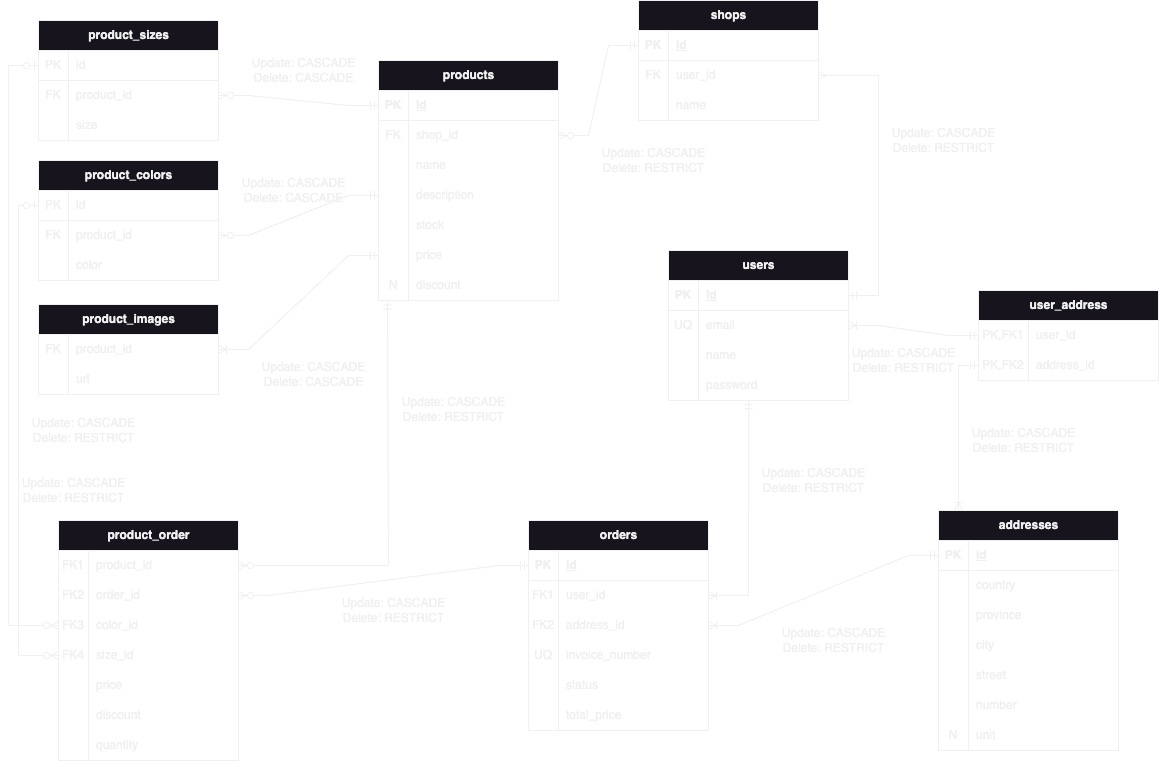 product_sizes
PK id
FK product_id
size
Update: CASCADE
Delete: CASCADE
products
PK id
FK shop_id
name
description
stock
price
N discount
shops
PK id
FK user_id
name
Update: CASCADE
Delete: RESTRICT
Update: CASCADE
Delete: RESTRICT
product_colors
PK id
FK product_id
color
Update: CASCADE
Delete: CASCADE
users
PK id
UQ email
name
password
user_address
PK,FK1 user_id
PK,FK2 address_id
product_images
FK product_id
url
Update: CASCADE
Delete: CASCADE
Update: CASCADE
Delete: RESTRICT
Update: CASCADE
Delete: RESTRICT
Update: CASCADE
Delete: RESTRICT
Update: CASCADE
Delete: RESTRICT
Update: CASCADE
Delete: RESTRICT
Update: CASCADE
Delete: RESTRICT
product_order
FK1 product_id
FK2 order_id
FK3 color_id
FK4 size_id
price
discount
quantity
Update: CASCADE
Delete: RESTRICT
orders
PK id
FK1 user_id
FK2 address_id
UQ invoice_number
status
total_price
Update: CASCADE
Delete: RESTRICT
addresses
PK id
country
province
city
street
number
N unit